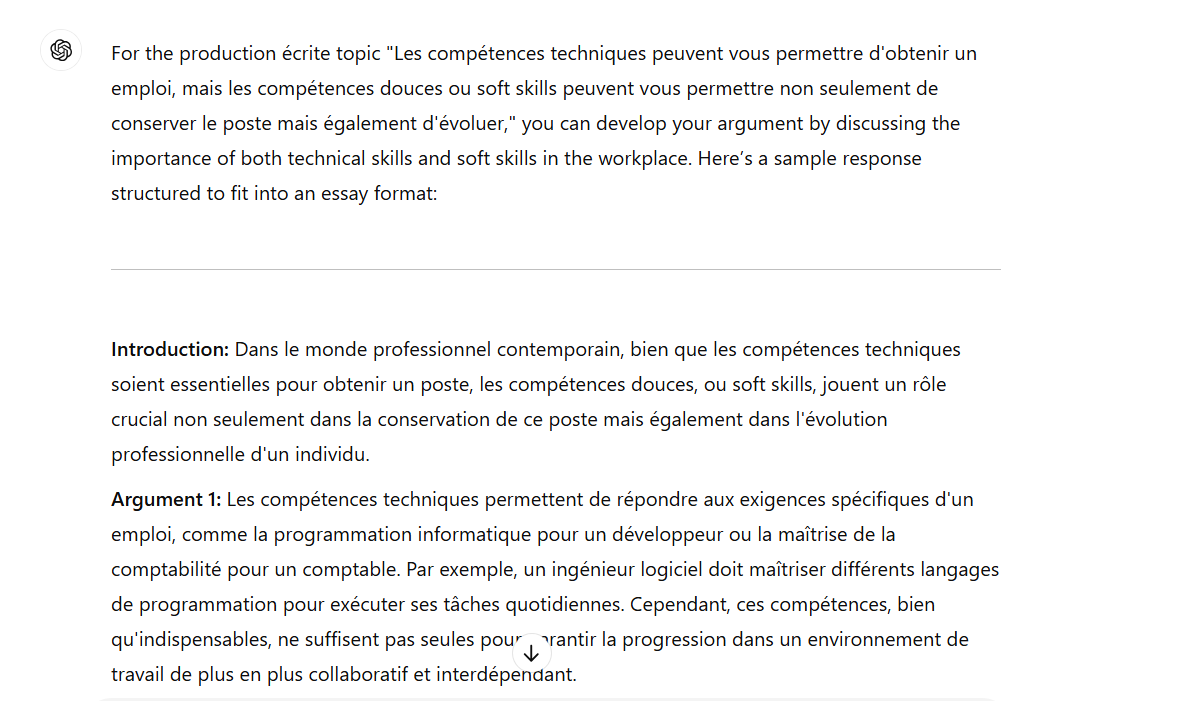 For the production écrite topic "Les compétences techniques peuvent vous permettre d'obtenir un
emploi, mais les compétences douces ou soft skills peuvent vous permettre non seulement de
conserver le poste mais également d'évoluer," you can develop your argument by discussing the
importance of both technical skills and soft skills in the workplace. Here’s a sample response
structured to fit into an essay format:
Introduction: Dans le monde professionnel contemporain, bien que les compétences techniques
soient essentielles pour obtenir un poste, les compétences douces, ou soft skills, jouent un rôle
crucial non seulement dans la conservation de ce poste mais également dans l'évolution
professionnelle d'un individu.
Argument 1: Les compétences techniques permettent de répondre aux exigences spécifiques d'un
emploi, comme la programmation informatique pour un développeur ou la maîtrise de la
comptabilité pour un comptable. Par exemple, un ingénieur logiciel doit maîtriser différents langages
de programmation pour exécuter ses tâches quotidiennes. Cependant, ces compétences, bien
qu'indispensables, ne suffisent pas seules pour la progression dans un environnement de
travail de plus en plus collaboratif et interdépendant.